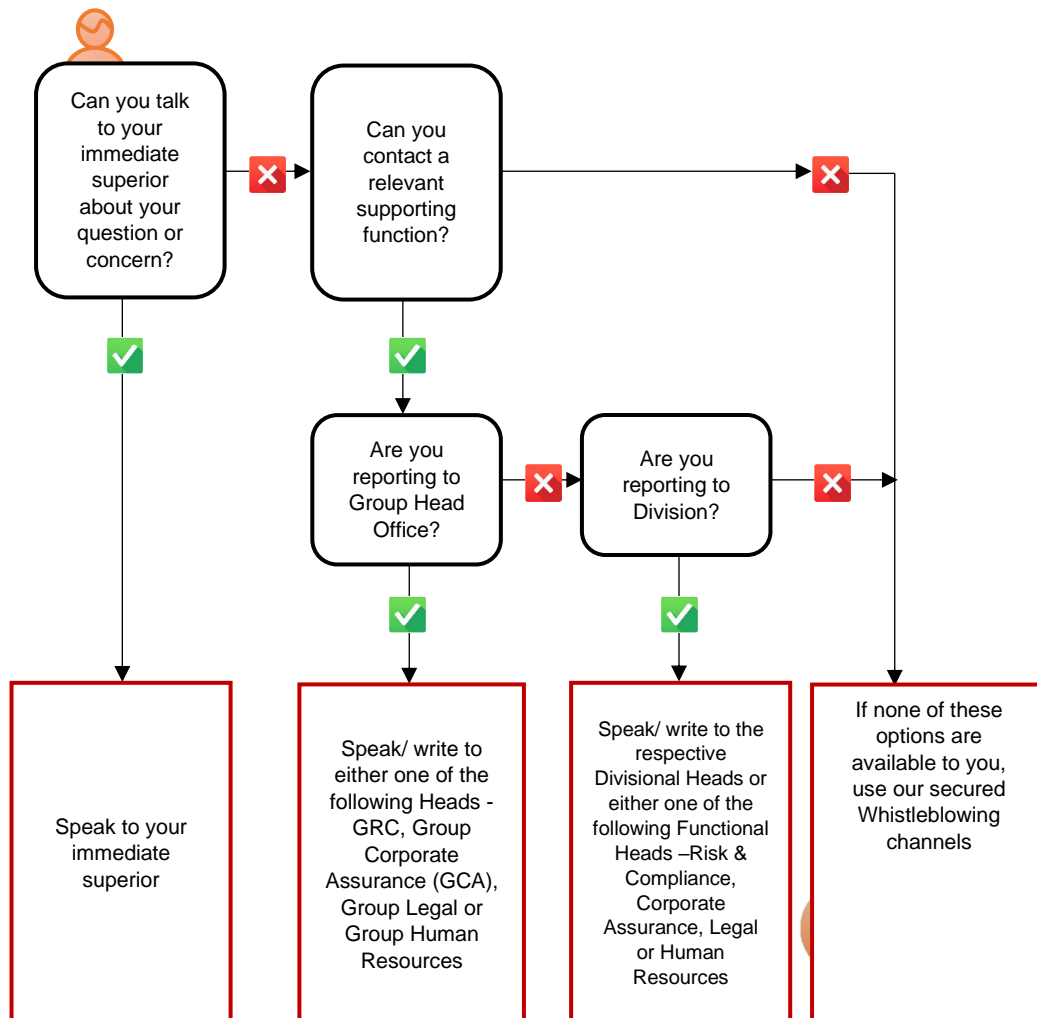 Can you talk
to your
immediate
superior
about your
question or
concern?
Can you
contact a
relevant
supporting
function?
Are you
reporting to
Group Head
Office?
Are you
reporting to
Division?
Speak to your
immediate
superior
Speak/ write to
either one of the
following Heads -
GRC, Group
Corporate
Assurance (GCA),
Group Legal or
Group Human
Resources
Speak/ write to the
respective
Divisional Heads or
either one of the
following Functional
Heads –Risk &
Compliance,
Corporate
Assurance, Legal
or Human
Resources
If none of these
options are
available to you,
use our secured
Whistleblowing
channels